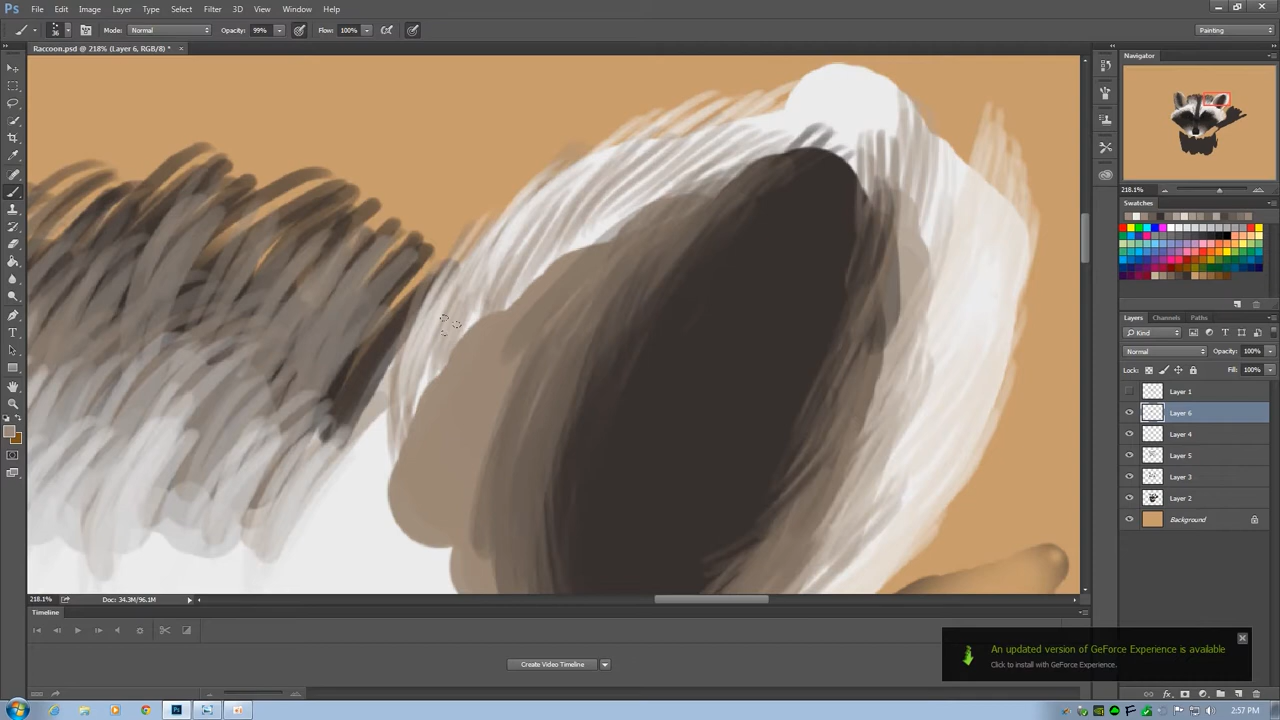 Ps File Edit Image Layer Type Select Filter 3D View Window Help
36 Mode: Normal Opacity: 99% Flow: 100% Painting
Raccoon.psd @ 218% (Layer 6, RGB/8) * ×
Navigator
218.1%
Swatches
Layers Channels Paths
Kind
Normal Opacity: 100%
Lock: Fill: 100%
Layer 1
Layer 6
Layer 4
Layer 5
Layer 3
Layer 2
Background
218.1% Doc: 34.3M/96.1M
Timeline
Create Video Timeline
An updated version of GeForce Experience is available
Click to install with GeForce Experience.
2:57 PM